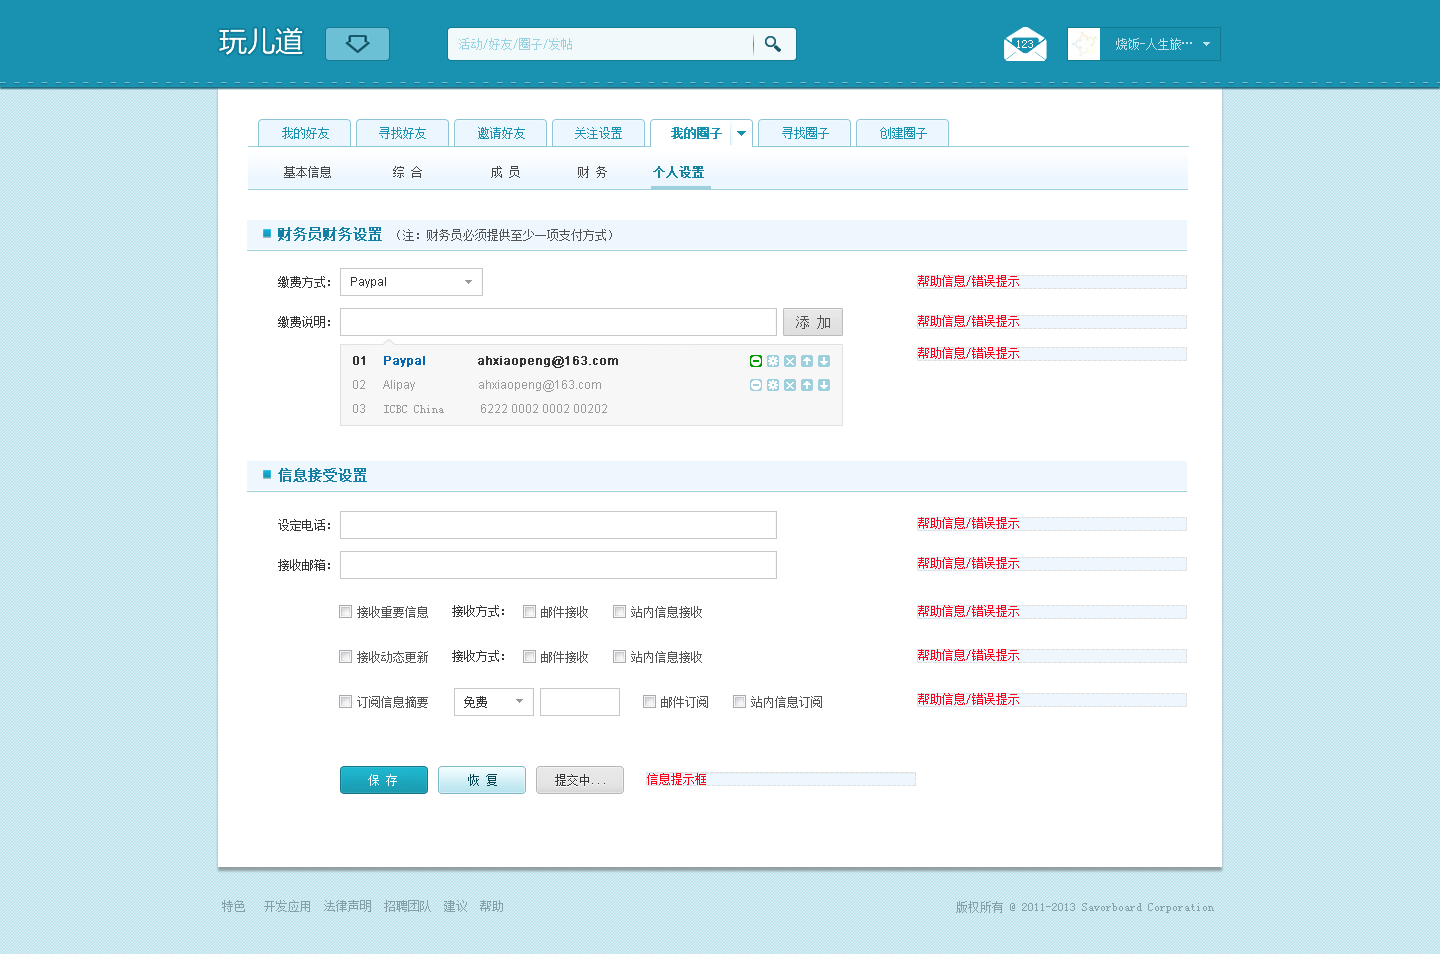 玩儿道
活动/好友/圈子/发帖
123
烧饭-人生旅…
我的好友 寻找好友 邀请好友 关注设置 我的圈子 寻找圈子 创建圈子
基本信息 综 合 成 员 财 务 个人设置
财务员财务设置 （注：财务员必须提供至少一项支付方式）
缴费方式： Paypal 帮助信息/错误提示
缴费说明： 添 加 帮助信息/错误提示
帮助信息/错误提示
01 Paypal ahxiaopeng@163.com
02 Alipay ahxiaopeng@163.com
03 ICBC China 6222 0002 0002 00202
信息接受设置
设定电话： 帮助信息/错误提示
接收邮箱： 帮助信息/错误提示
接收重要信息 接收方式： 邮件接收 站内信息接收 帮助信息/错误提示
接收动态更新 接收方式： 邮件接收 站内信息接收 帮助信息/错误提示
订阅信息摘要 免费 邮件订阅 站内信息订阅 帮助信息/错误提示
保 存 恢 复 提交中... 信息提示框
特色 开发应用 法律声明 招聘团队 建议 帮助
版权所有 @ 2011-2013 Savorboard Corporation